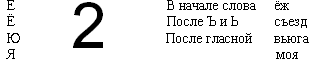 Е В начале слова ёж
Ё 2 После Ъ и Ь съезд
Ю После гласной вьюга
Я моя